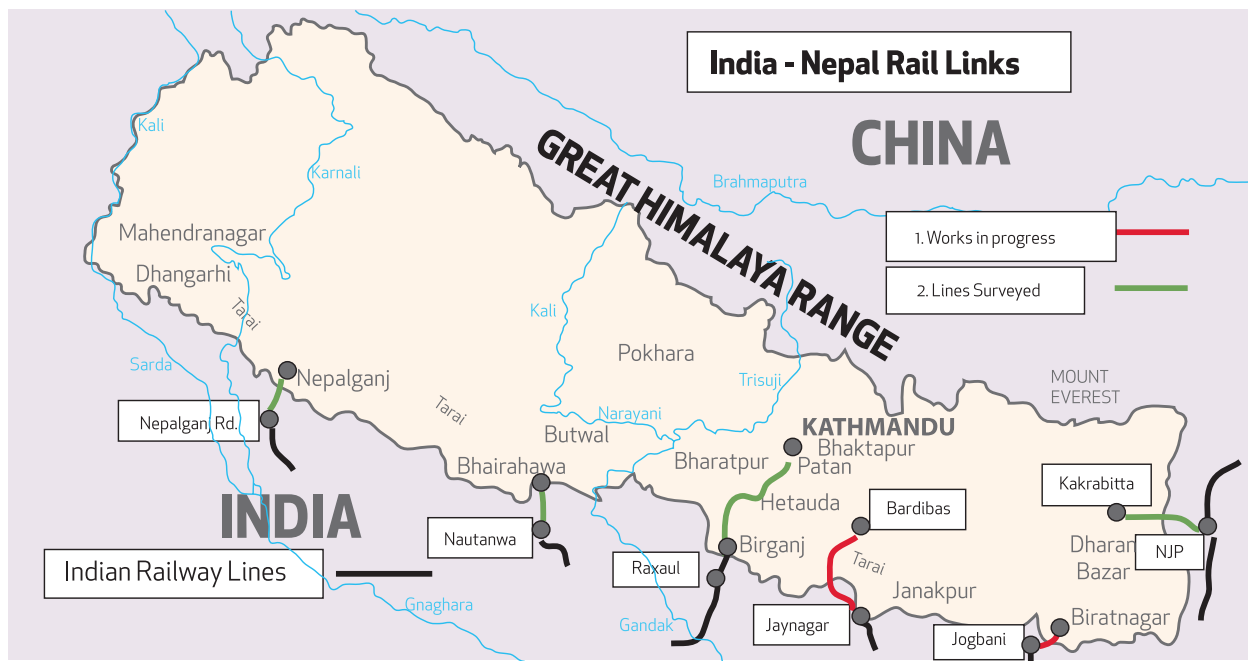 India - Nepal Rail Links
CHINA
GREAT HIMALAYA RANGE
Kali
Karnali
Brahmaputra
1. Works in progress
2. Lines Surveyed
Mahendranagar
Dhangarhi
Tarai
Kali
Sarda
Pokhara
Trisuji
Nepalganj
MOUNT
EVEREST
Nepalganj Rd.
Tarai
Narayani
Butwal
KATHMANDU
Bhaktapur
Bharatpur
Patan
Bhairahawa
INDIA
Hetauda
Kakrabitta
Bardibas
Nautanwa
Birganj
Dharan
Bazar
NJP
Tarai
Raxaul
Indian Railway Lines
Janakpur
Gnaghara
Gandak
Jaynagar
Biratnagar
Jogbani